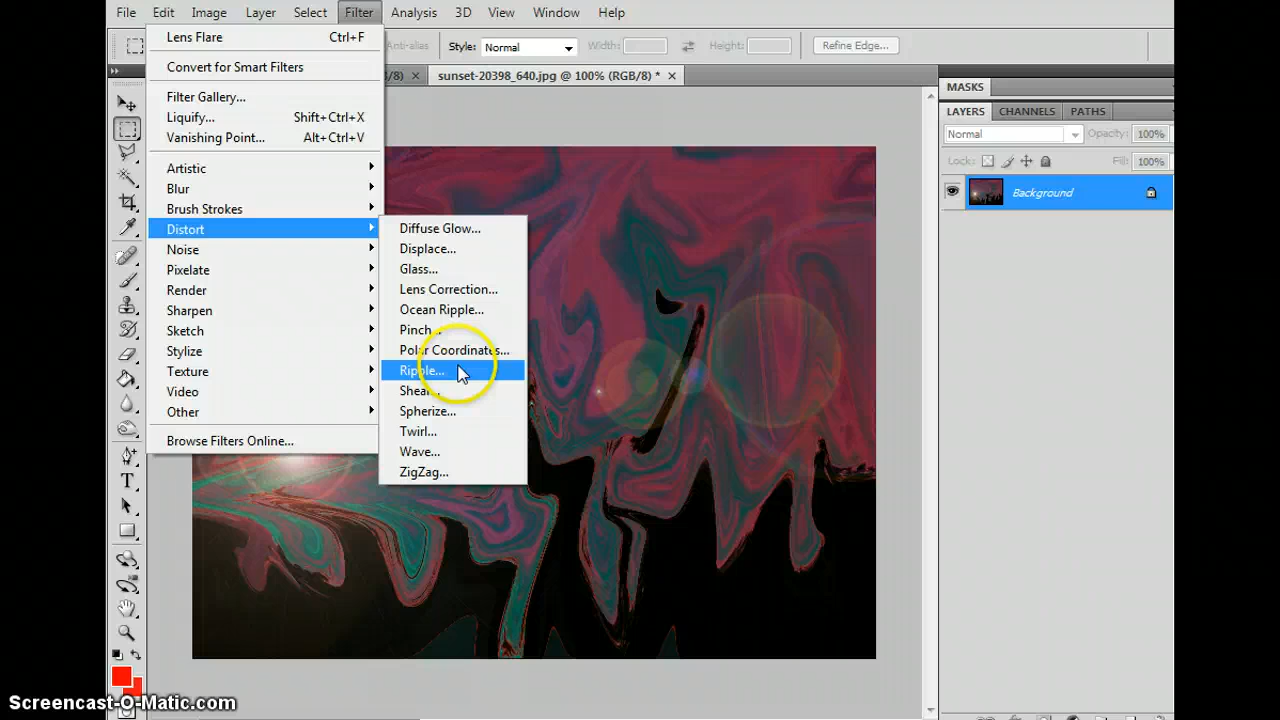 File Edit Image Layer Select Filter Analysis 3D View Window Help
Anti-alias Style: Normal Width: Height: Refine Edge...
/8) × sunset-20398_640.jpg @ 100% (RGB/8) * ×
Lens Flare Ctrl+F
Convert for Smart Filters
Filter Gallery...
Liquify... Shift+Ctrl+X
Vanishing Point... Alt+Ctrl+V
Artistic
Blur
Brush Strokes
Distort
Noise
Pixelate
Render
Sharpen
Sketch
Stylize
Texture
Video
Other
Browse Filters Online...
Diffuse Glow...
Displace...
Glass...
Lens Correction...
Ocean Ripple...
Pinch...
Polar Coordinates...
Ripple...
Shear...
Spherize...
Twirl...
Wave...
ZigZag...
MASKS
LAYERS CHANNELS PATHS
Normal Opacity: 100%
Lock: Fill: 100%
Background
T
Screencast-O-Matic.com